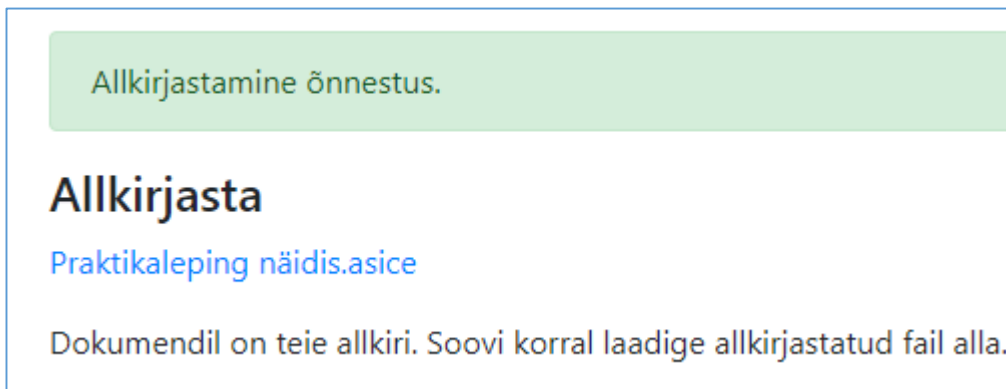 Allkirjastamine õnnestus.
Allkirjasta
Praktikaleping näidis.asice
Dokumendil on teie allkiri. Soovi korral laadige allkirjastatud fail alla.